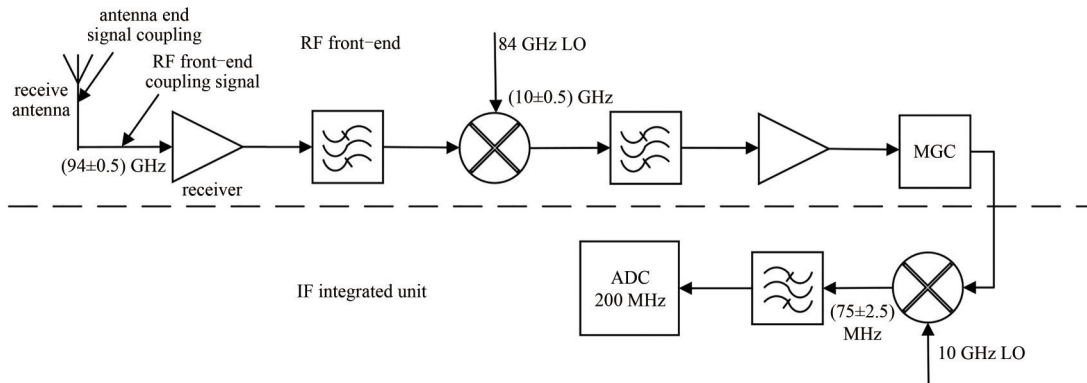 antenna end
signal coupling
RF front-end
RF front-end
coupling signal
receive
antenna
(94±0.5) GHz
receiver
84 GHz LO
(10±0.5) GHz
MGC
IF integrated unit
ADC
200 MHz
(75±2.5)
MHz
10 GHz LO